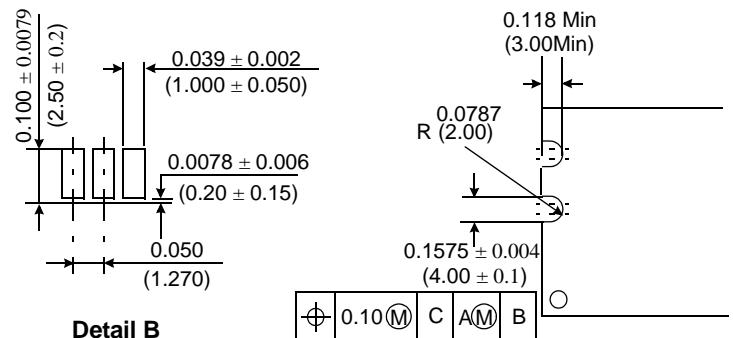 0.100 ± 0.0079
(2.50 ± 0.2)
0.039 ± 0.002
(1.000 ± 0.050)
0.0078 ± 0.006
(0.20 ± 0.15)
0.050
(1.270)
Detail B
0.118 Min
(3.00Min)
0.0787
R (2.00)
0.1575 ± 0.004
(4.00 ± 0.1)
⌖ 0.10 Ⓜ C AⓂ B